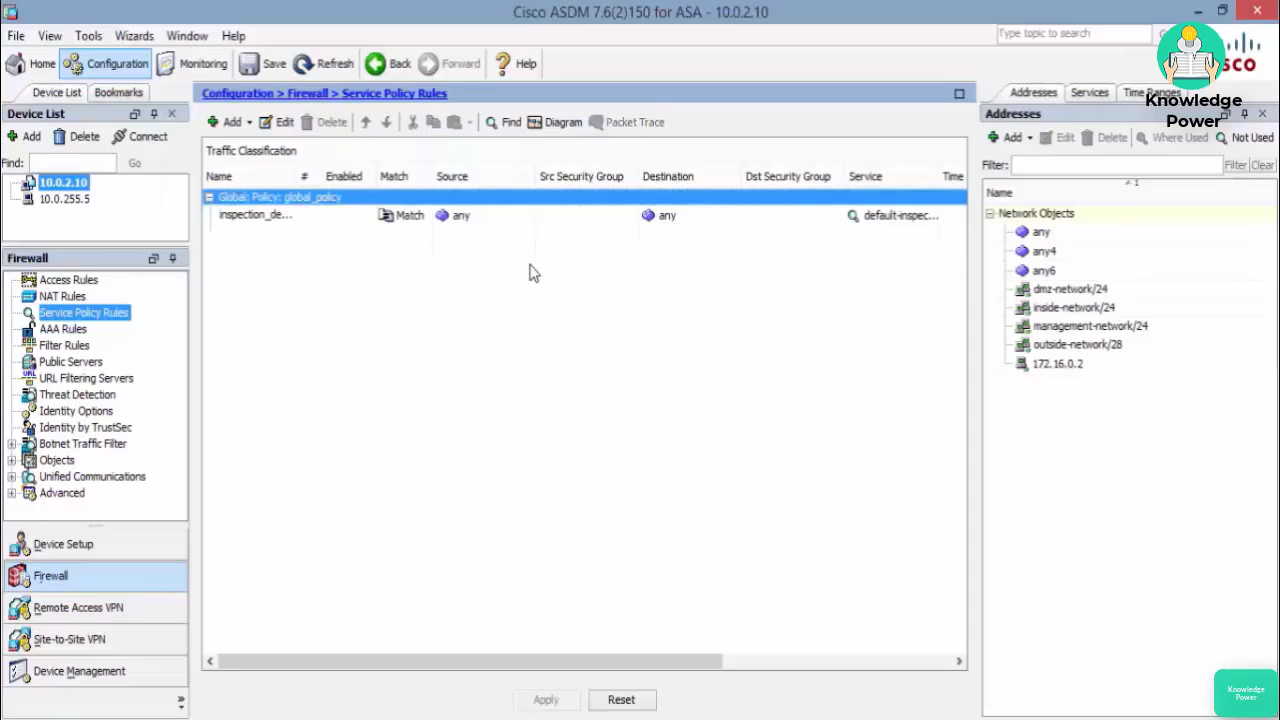 Cisco ASDM 7.6(2)150 for ASA - 10.0.2.10
File View Tools Wizards Window Help
Type topic to search
Home Configuration Monitoring Save Refresh Back Forward Help
Knowledge
Power
Device List Bookmarks
Configuration > Firewall > Service Policy Rules
Addresses Services Time Ranges
Device List
Add Delete Connect
Find: Go
10.0.2.10
10.0.255.5
Add Edit Delete Find Diagram Packet Trace
Traffic Classification
Name # Enabled Match Source Src Security Group Destination Dst Security Group Service Time
Global; Policy: global_policy
inspection_de... Match any any default-inspec...
Addresses
Add Edit Delete Where Used Not Used
Filter: Filter Clear
Name
Network Objects
any
any4
any6
dmz-network/24
inside-network/24
management-network/24
outside-network/28
172.16.0.2
Firewall
Access Rules
NAT Rules
Service Policy Rules
AAA Rules
Filter Rules
Public Servers
URL Filtering Servers
Threat Detection
Identity Options
Identity by TrustSec
Botnet Traffic Filter
Objects
Unified Communications
Advanced
Device Setup
Firewall
Remote Access VPN
Site-to-Site VPN
Device Management
Apply Reset
Knowledge
Power